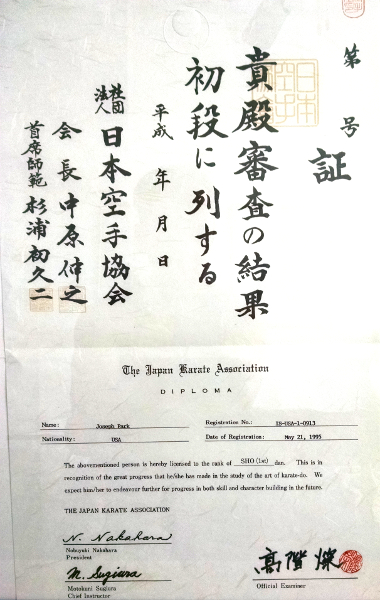 第 号
証
貴殿審査の結果
初段に列する
平成 年 月 日
社団法人 日本空手協会
会長 中原伸之
首席師範 杉浦初久二
The Japan Karate Association
DIPLOMA
Name: Joseph Park
Registration No.: IS-USA-1-0913
Nationality: USA
Date of Registration: May 21, 1995
The abovementioned person is hereby licensed to the rank of SHO (1st) dan. This is in
recognition of the great progress that he/she has made in the study of the art of karate-do. We
expect him/her to endeavour further for progress in both skill and character building in the future.
THE JAPAN KARATE ASSOCIATION
N. Nakahara
Nobuyuki Nakahara
President
M. Sugiura
Motokuni Sugiura
Chief Instructor
Official Examiner